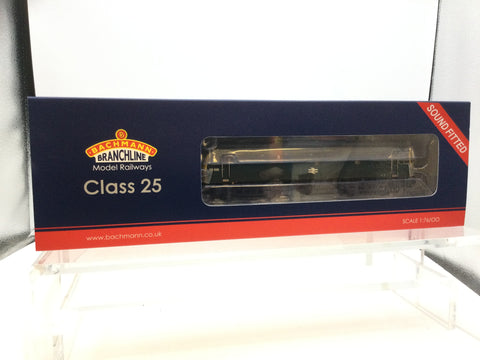 BACHMANN
BRANCHLINE
Model Railways
Class 25
www.bachmann.co.uk
SOUND FITTED
SCALE 1:76/OO